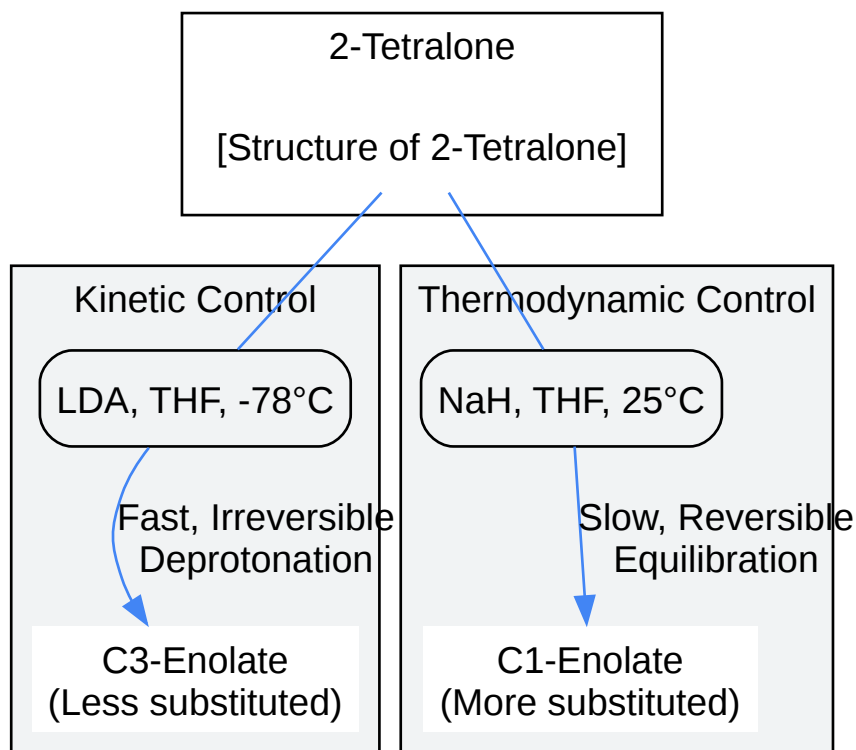 2-Tetralone
[Structure of 2-Tetralone]
Kinetic Control
LDA, THF, -78°C
Fast, Irreversible
Deprotonation
C3-Enolate
(Less substituted)
Thermodynamic Control
NaH, THF, 25°C
Slow, Reversible
Equilibration
C1-Enolate
(More substituted)